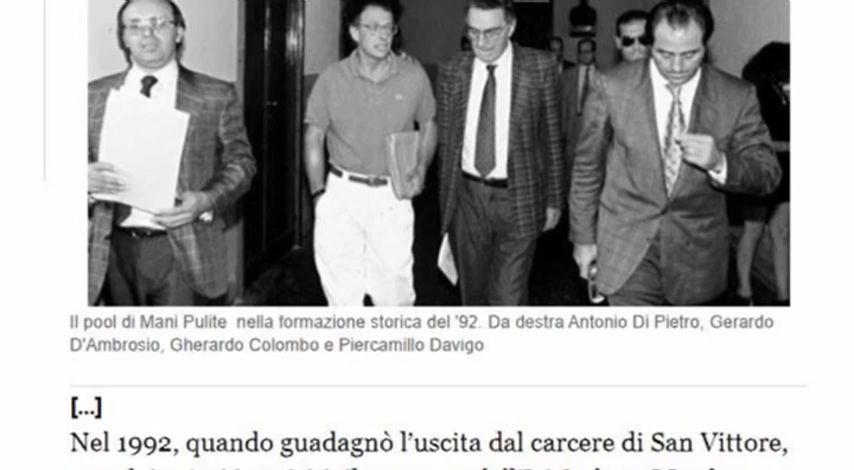 Il pool di Mani Pulite nella formazione storica del '92. Da destra Antonio Di Pietro, Gerardo
D'Ambrosio, Gherardo Colombo e Piercamillo Davigo
[...]
Nel 1992, quando guadagnò l'uscita dal carcere di San Vittore,